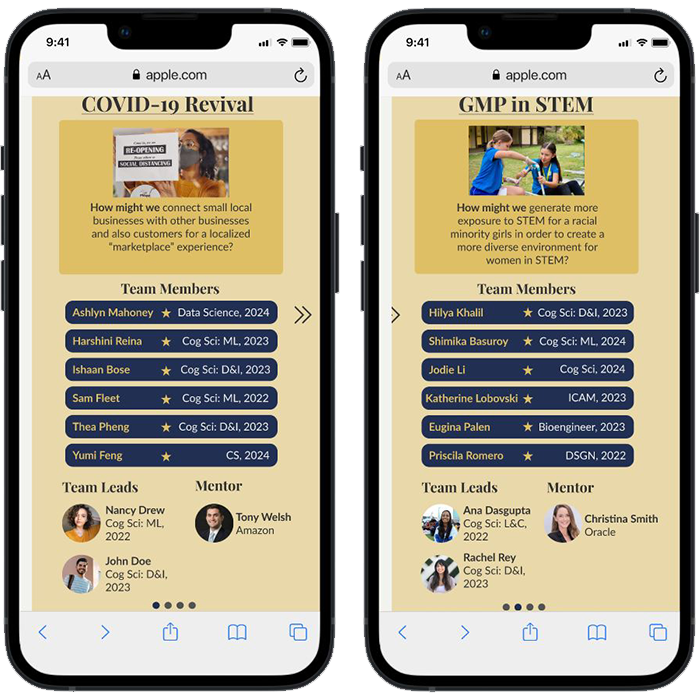 9:41
AA apple.com
COVID-19 Revival
Come in, we are
RE-OPENING
SOCIAL DISTANCING
How might we connect small local
businesses with other businesses
and also customers for a localized
"marketplace" experience?
Team Members
Ashlyn Mahoney ★ Data Science, 2024
Harshini Reina ★ Cog Sci: ML, 2023
Ishaan Bose ★ Cog Sci: D&I, 2023
Sam Fleet ★ Cog Sci: ML, 2022
Thea Pheng ★ Cog Sci: D&I, 2023
Yumi Feng ★ CS, 2024
Team Leads
Nancy Drew
Cog Sci: ML,
2022
John Doe
Cog Sci: D&I,
2023
Mentor
Tony Welsh
Amazon
9:41
AA apple.com
GMP in STEM
How might we generate more
exposure to STEM for a racial
minority girls in order to create a
more diverse environment for
women in STEM?
Team Members
Hilya Khalil ★ Cog Sci: D&I, 2023
Shimika Basuroy ★ Cog Sci: ML, 2024
Jodie Li ★ Cog Sci, 2024
Katherine Lobovski ★ ICAM, 2023
Eugina Palen ★ Bioengineer, 2023
Priscila Romero ★ DSGN, 2022
Team Leads
Ana Dasgupta
Cog Sci: L&C,
2022
Rachel Rey
Cog Sci: D&I,
2023
Mentor
Christina Smith
Oracle